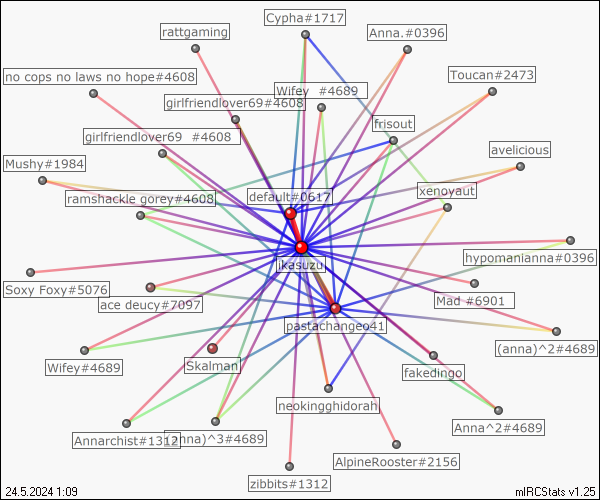 Cypha#1717
rattgaming
Anna.#0396
no cops no laws no hope#4608
Toucan#2473
Wifey #4689
girlfriendlover69#4608
frisout
girlfriendlover69 #4608
avelicious
Mushy#1984
xenoyaut
default#0617
ramshackle gorey#4608
ikasuzu
hypomanianna#0396
Soxy Foxy#5076
ace deucy#7097
Mad #6901
pastachangeo41
(anna)^2#4689
Skalman
Wifey#4689
fakedingo
neokingghidorah
Anna^2#4689
Annarchist#1312
anna)^3#4689
AlpineRooster#2156
zibbits#1312
24.5.2024 1:09
mIRCStats v1.25